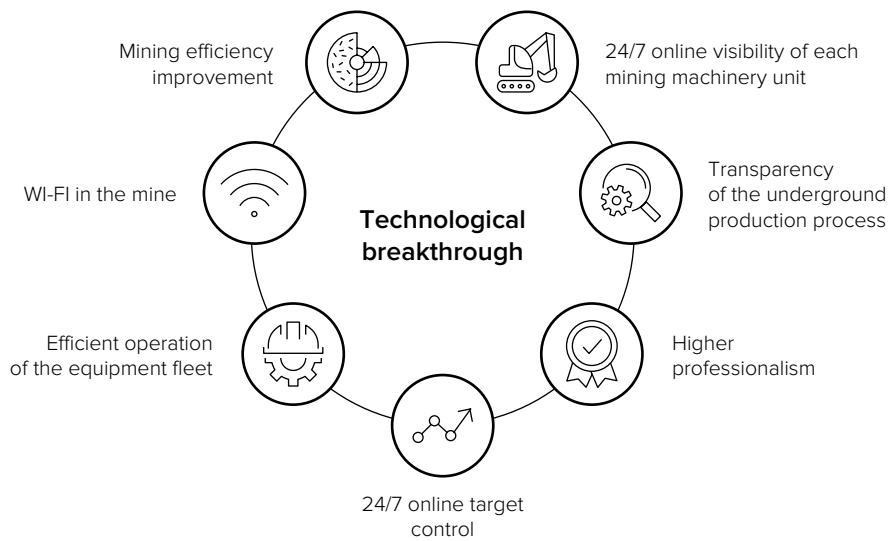 Mining efficiency
improvement
24/7 online visibility of each
mining machinery unit
WI-FI in the mine
Transparency
of the underground
production process
Technological
breakthrough
Efficient operation
of the equipment fleet
Higher
professionalism
24/7 online target
control